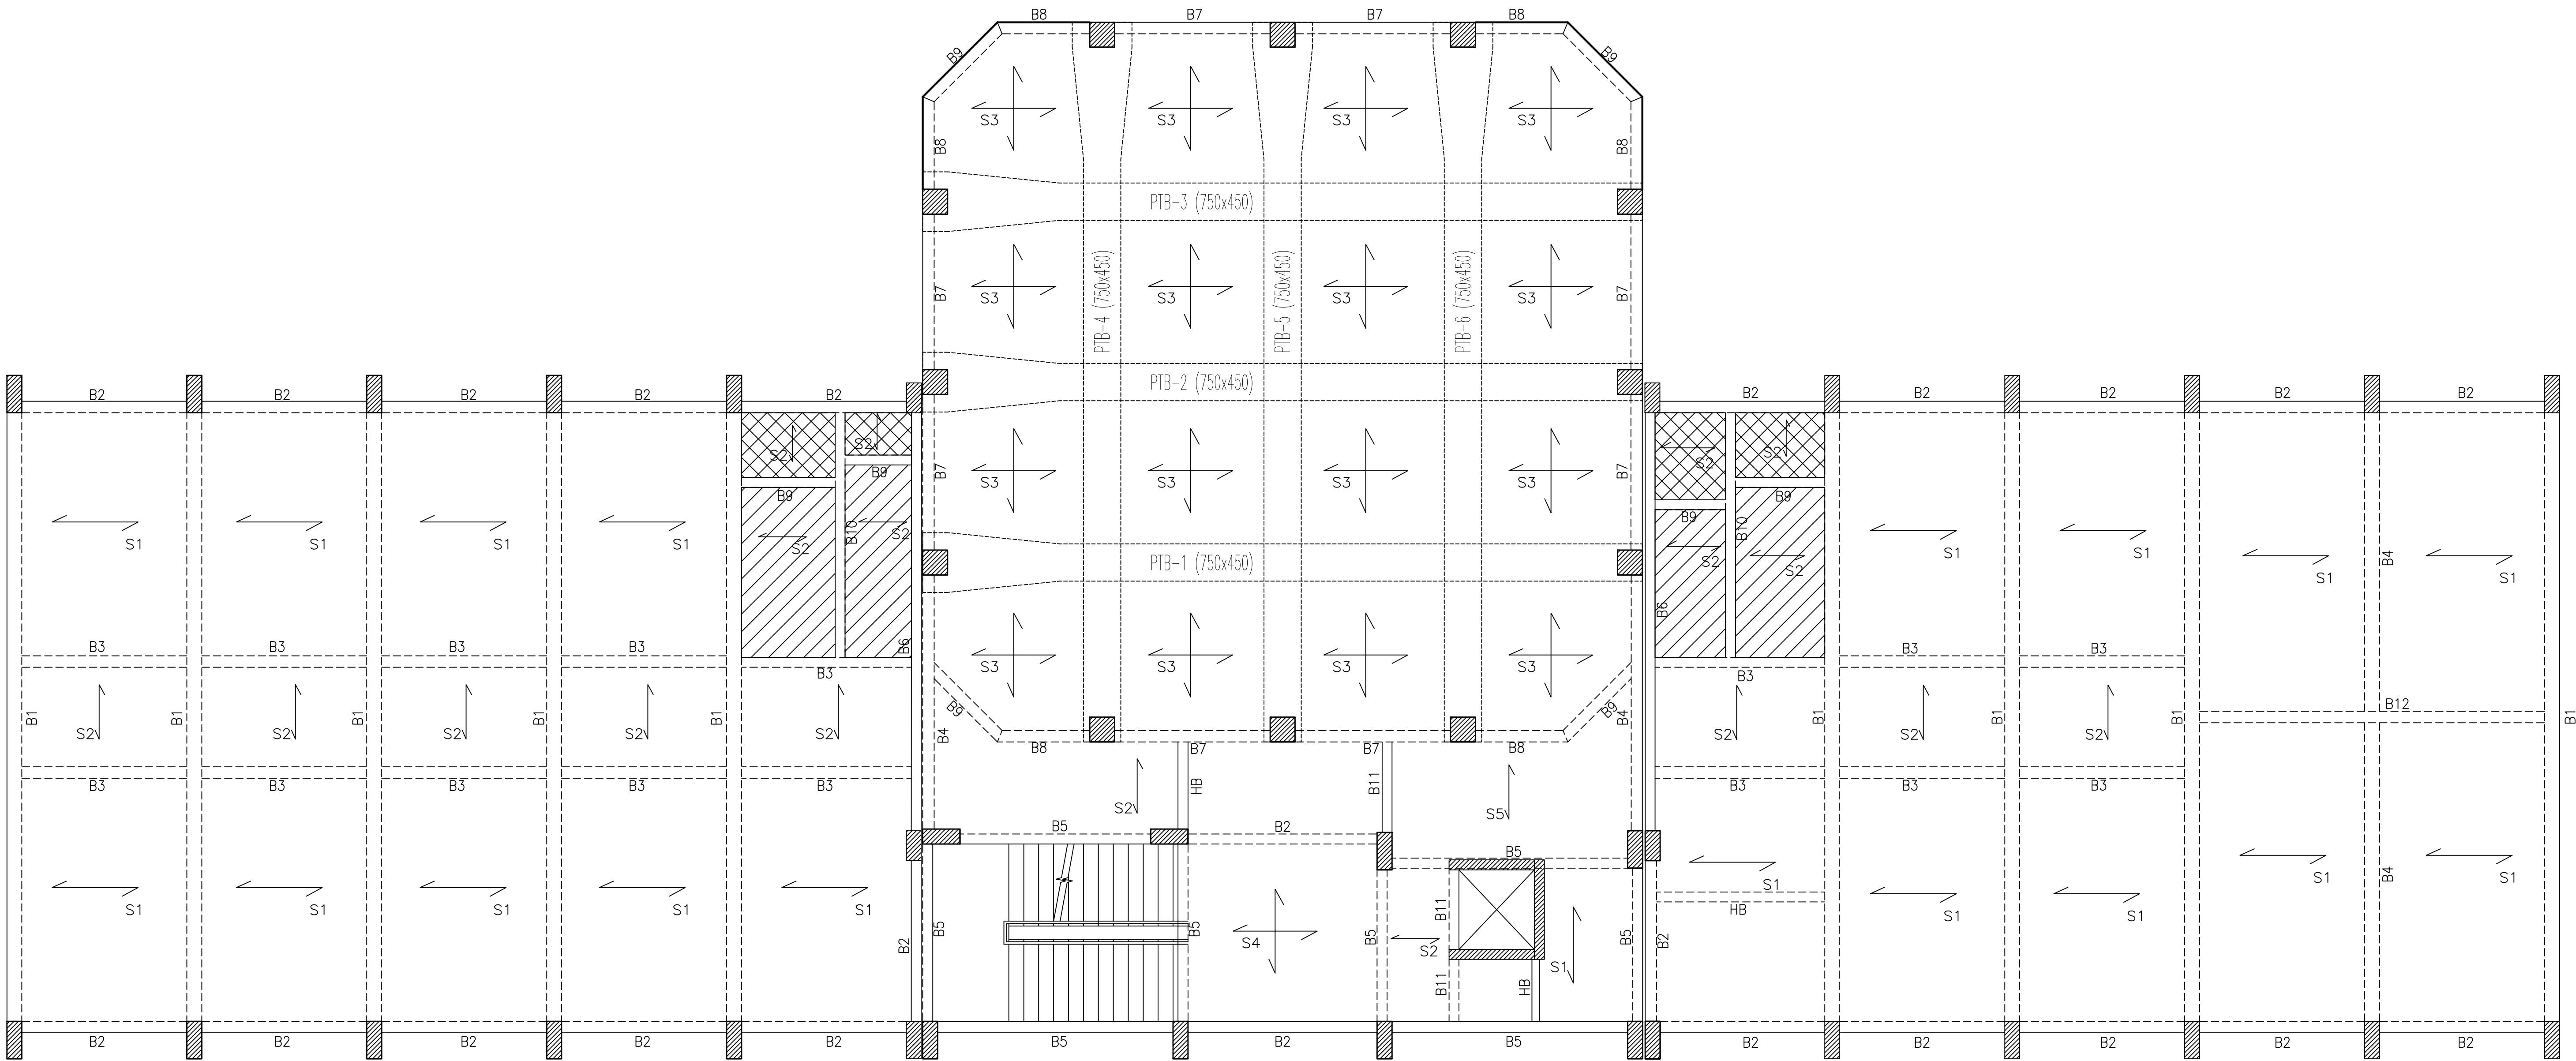 B8 B7 B7 B8
B9 B9
S3 S3 S3 S3
B8 B8
PTB-3 (750x450)
B7 S3 S3 S3 S3 B7
PTB-4 (750x450) PTB-5 (750x450) PTB-6 (750x450)
PTB-2 (750x450)
B2 B2 B2 B2 B2 B2 B2 B2 B2 B2
S2 S2 S2 S2
B9 B9 B9 B9
B7 S3 S3 S3 S3 B7
S1 S1 S1 S1 S2 B10 S2 S2 B10 S2 S1 S1 S1 B4 S1
PTB-1 (750x450)
B6 B6
B3 B3 B3 B3 B3 B3 B3 B3
S3 S3 S3 S3
B9 B9
B1 B1 B1 B1 B1 B4 B4 B1 B1 B1 B12 B1
S2 S2 S2 S2 S2 S2 S2 S2
B8 B7 B7 B8
B3 B3 B3 B3 B3 HB B11 B3 B3 B3
S2 S5
B5 B2 B5
S1 S1 S1 S1 S1 S1 S1 S1 S1 B4 S1
HB
B2 B5 B5 S4 B5 B11 S2 B5 B2
B11 HB S1
B2 B2 B2 B2 B2 B5 B2 B5 B2 B2 B2 B2 B2